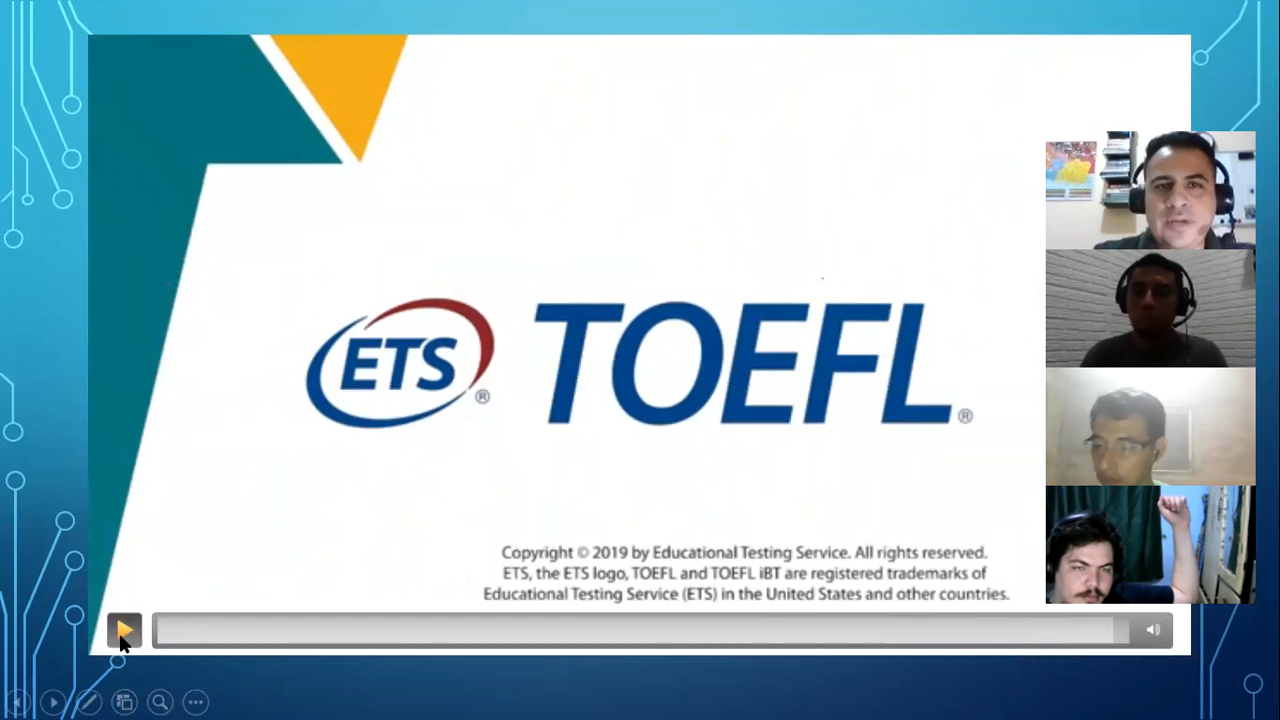 ETS® TOEFL®
Copyright © 2019 by Educational Testing Service. All rights reserved.
ETS, the ETS logo, TOEFL and TOEFL iBT are registered trademarks of
Educational Testing Service (ETS) in the United States and other countries.